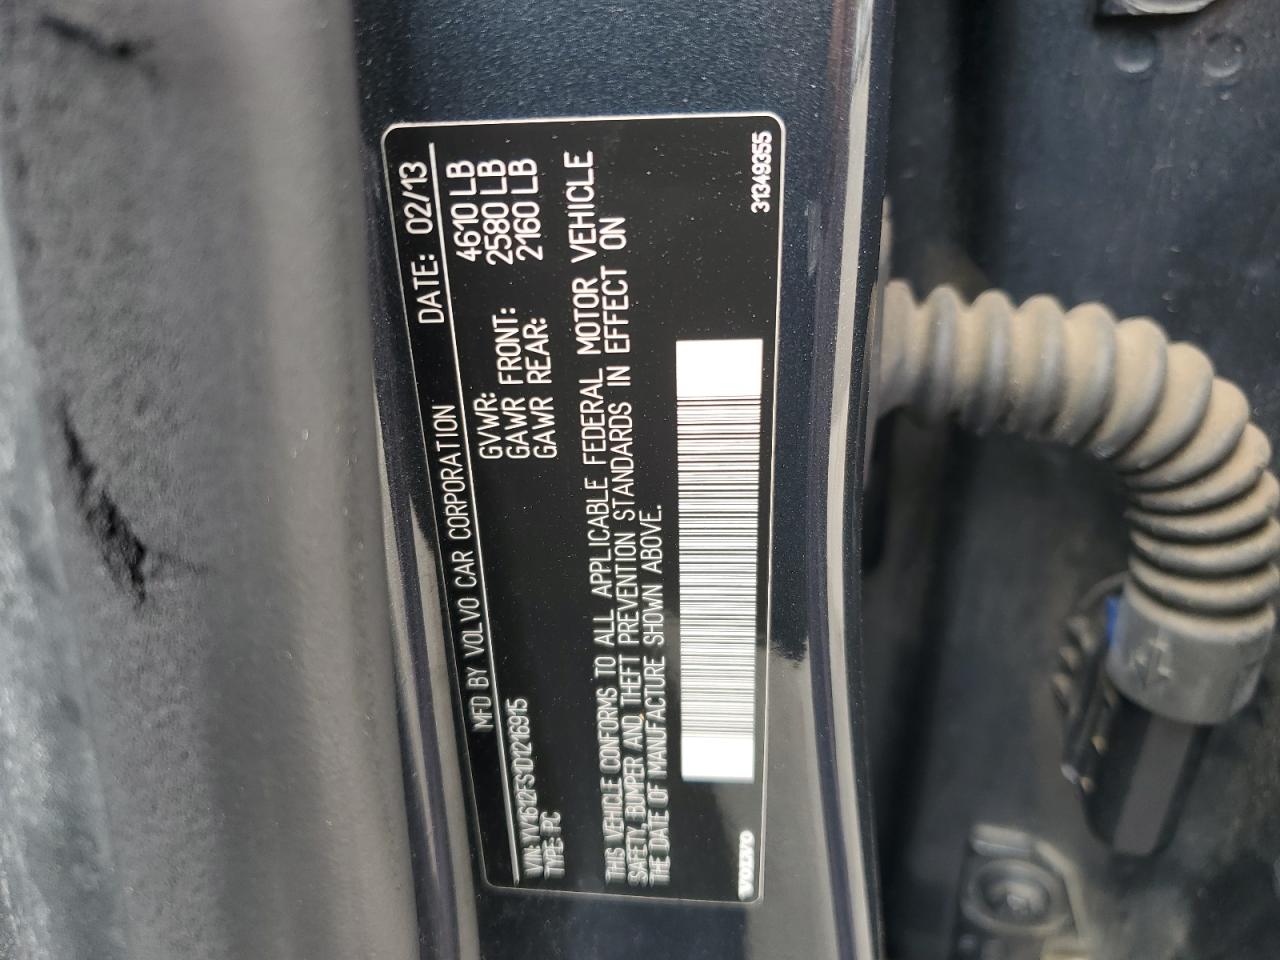 MFD BY VOLVO CAR CORPORATION DATE: 02/13
VIN: YV1612FS1D1216915 GVWR: 4610 LB
TYPE: PC GAWR FRONT: 2580 LB
GAWR REAR: 2160 LB
THIS VEHICLE CONFORMS TO ALL APPLICABLE FEDERAL MOTOR VEHICLE
SAFETY, BUMPER AND THEFT PREVENTION STANDARDS IN EFFECT ON
THE DATE OF MANUFACTURE SHOWN ABOVE.
VOLVO 31349355